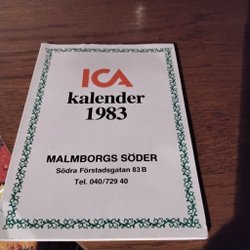 ICA
kalender
1983
MALMBORGS SÖDER
Södra Förstadsgatan 83 B
Tel. 040/729 40